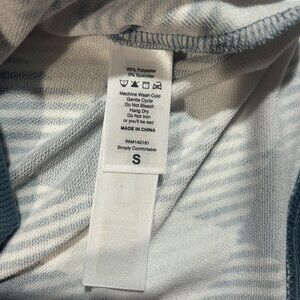 95% Polyester
5% Spandex
Machine Wash Cold
Gentle Cycle
Do Not Bleach
Hang Dry
Do Not Iron
or you'll be sad
MADE IN CHINA
RN#142161
Simply Comfortable
S